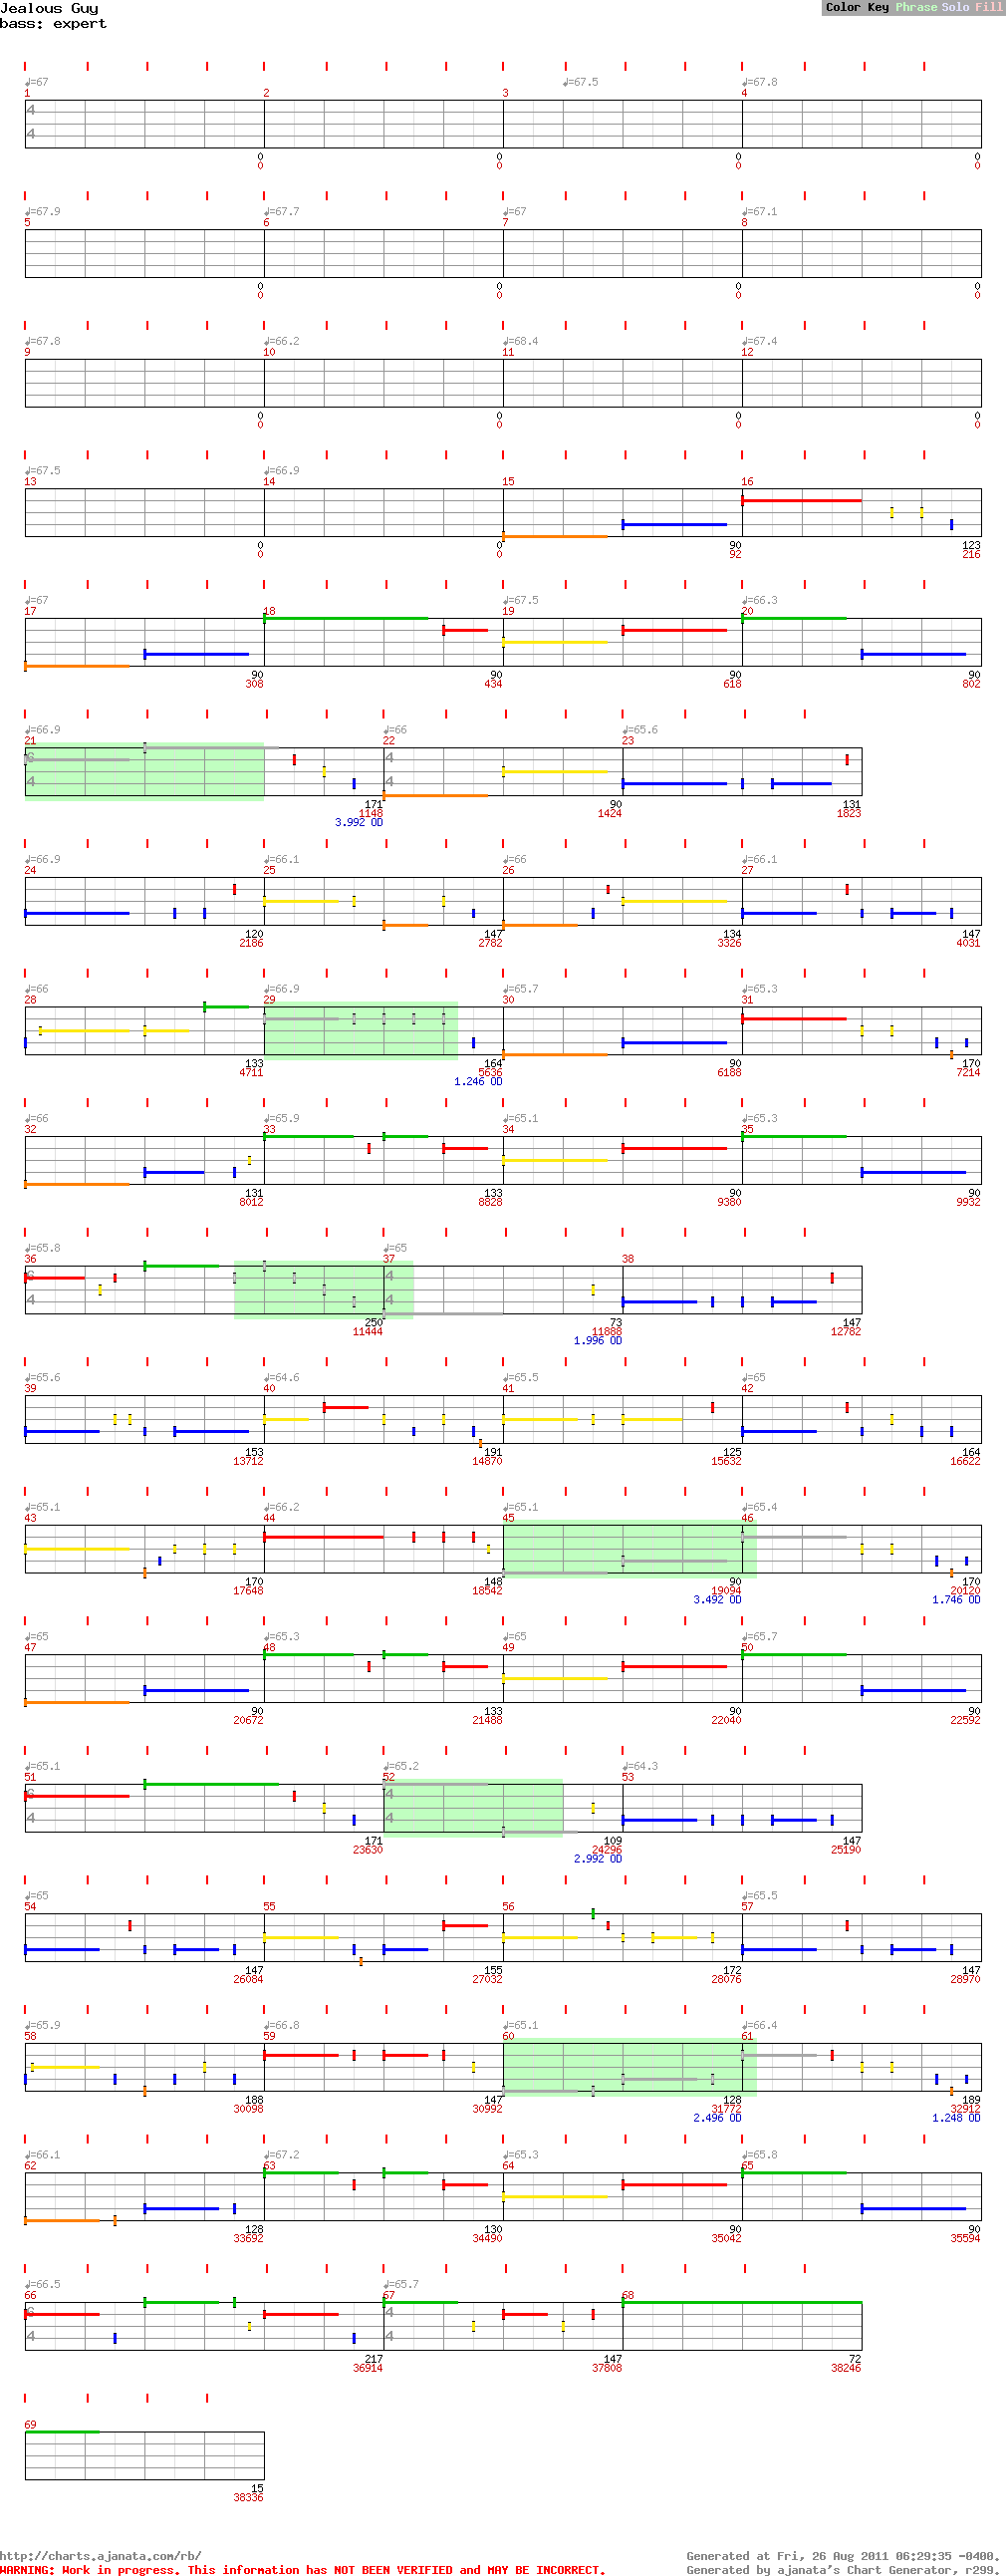 Jealous Guy
Color Key Phrase Solo Fill
bass: expert
♩=67 ♩=67.5 ♩=67.8
1 2 3 4
4
4
0 0 0 0
0 0 0 0
♩=67.9 ♩=67.7 ♩=67 ♩=67.1
5 6 7 8
0 0 0 0
0 0 0 0
♩=67.8 ♩=66.2 ♩=68.4 ♩=67.4
9 10 11 12
0 0 0 0
0 0 0 0
♩=67.5 ♩=66.9
13 14 15 16
0 0 90 123
0 0 92 216
♩=67 ♩=67.5 ♩=66.3
17 18 19 20
90 90 90 90
308 434 618 802
♩=66.9 ♩=66 ♩=65.6
21 22 23
6 4
4 4
171 90 131
1148 1424 1823
3.992 OD
♩=66.9 ♩=66.1 ♩=66 ♩=66.1
24 25 26 27
120 147 134 147
2186 2782 3326 4031
♩=66 ♩=66.9 ♩=65.7 ♩=65.3
28 29 30 31
133 164 90 170
4711 5636 6188 7214
1.246 OD
♩=66 ♩=65.9 ♩=65.1 ♩=65.3
32 33 34 35
131 133 90 90
8012 8828 9380 9932
♩=65.8 ♩=65
36 37 38
6 4
4 4
250 73 147
11444 11888 12782
1.996 OD
♩=65.6 ♩=64.6 ♩=65.5 ♩=65
39 40 41 42
153 191 125 164
13712 14870 15632 16622
♩=65.1 ♩=66.2 ♩=65.1 ♩=65.4
43 44 45 46
170 148 90 170
17648 18542 19094 20120
3.492 OD 1.746 OD
♩=65 ♩=65.3 ♩=65 ♩=65.7
47 48 49 50
90 133 90 90
20672 21488 22040 22592
♩=65.1 ♩=65.2 ♩=64.3
51 52 53
6 4
4 4
171 109 147
23630 24296 25190
2.992 OD
♩=65 ♩=65.5
54 55 56 57
147 155 172 147
26084 27032 28076 28970
♩=65.9 ♩=66.8 ♩=65.1 ♩=66.4
58 59 60 61
188 147 128 189
30098 30992 31772 32912
2.496 OD 1.248 OD
♩=66.1 ♩=67.2 ♩=65.3 ♩=65.8
62 63 64 65
128 130 90 90
33692 34490 35042 35594
♩=66.5 ♩=65.7
66 67 68
6 4
4 4
217 147 72
36914 37808 38246
69
15
38336
http://charts.ajanata.com/rb/
Generated at Fri, 26 Aug 2011 06:29:35 -0400.
WARNING: Work in progress. This information has NOT BEEN VERIFIED and MAY BE INCORRECT.
Generated by ajanata's Chart Generator, r299.